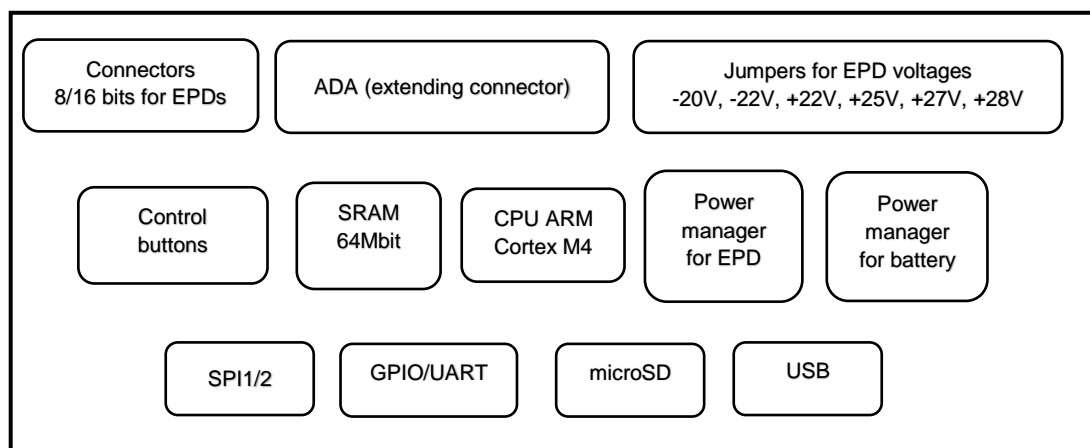 Connectors
8/16 bits for EPDs
ADA (extending connector)
Jumpers for EPD voltages
-20V, -22V, +22V, +25V, +27V, +28V
Control
buttons
SRAM
64Mbit
CPU ARM
Cortex M4
Power
manager
for EPD
Power
manager
for battery
SPI1/2
GPIO/UART
microSD
USB